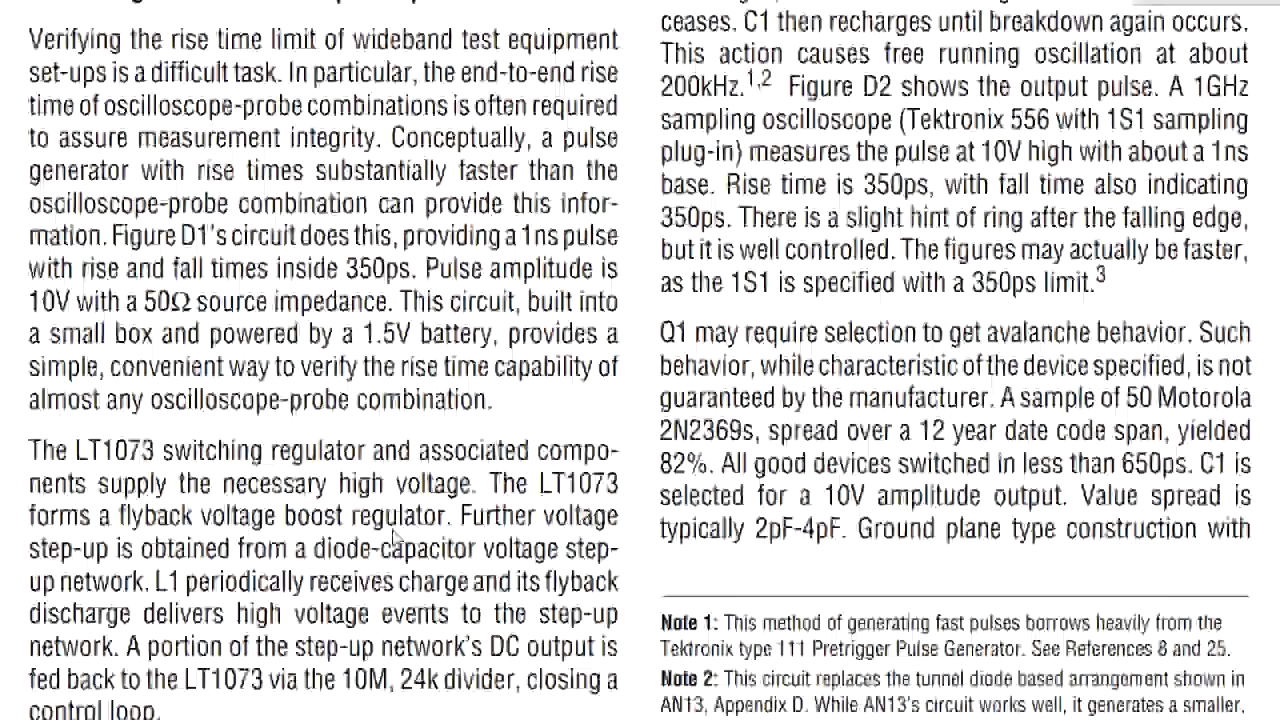 Verifying the rise time limit of wideband test equipment
set-ups is a difficult task. In particular, the end-to-end rise
time of oscilloscope-probe combinations is often required
to assure measurement integrity. Conceptually, a pulse
generator with rise times substantially faster than the
oscilloscope-probe combination can provide this infor-
mation. Figure D1's circuit does this, providing a 1ns pulse
with rise and fall times inside 350ps. Pulse amplitude is
10V with a 50Ω source impedance. This circuit, built into
a small box and powered by a 1.5V battery, provides a
simple, convenient way to verify the rise time capability of
almost any oscilloscope-probe combination.
The LT1073 switching regulator and associated compo-
nents supply the necessary high voltage. The LT1073
forms a flyback voltage boost regulator. Further voltage
step-up is obtained from a diode-capacitor voltage step-
up network. L1 periodically receives charge and its flyback
discharge delivers high voltage events to the step-up
network. A portion of the step-up network's DC output is
fed back to the LT1073 via the 10M, 24k divider, closing a
control loop.
ceases. C1 then recharges until breakdown again occurs.
This action causes free running oscillation at about
200kHz.1,2 Figure D2 shows the output pulse. A 1GHz
sampling oscilloscope (Tektronix 556 with 1S1 sampling
plug-in) measures the pulse at 10V high with about a 1ns
base. Rise time is 350ps, with fall time also indicating
350ps. There is a slight hint of ring after the falling edge,
but it is well controlled. The figures may actually be faster,
as the 1S1 is specified with a 350ps limit.3
Q1 may require selection to get avalanche behavior. Such
behavior, while characteristic of the device specified, is not
guaranteed by the manufacturer. A sample of 50 Motorola
2N2369s, spread over a 12 year date code span, yielded
82%. All good devices switched in less than 650ps. C1 is
selected for a 10V amplitude output. Value spread is
typically 2pF-4pF. Ground plane type construction with
Note 1: This method of generating fast pulses borrows heavily from the
Tektronix type 111 Pretrigger Pulse Generator. See References 8 and 25.
Note 2: This circuit replaces the tunnel diode based arrangement shown in
AN13, Appendix D. While AN13's circuit works well, it generates a smaller,